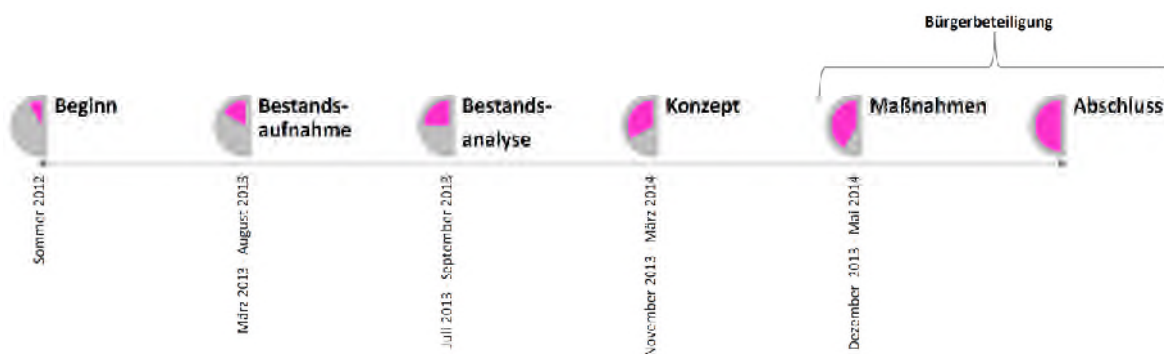 Bürgerbeteiligung
Beginn
Bestands-
aufnahme
Bestands-
analyse
Konzept
Maßnahmen
Abschluss
Sommer 2012
März 2013 - August 2013
Juli 2013 - September 2013
November 2013 - März 2014
Dezember 2013 - Mai 2014